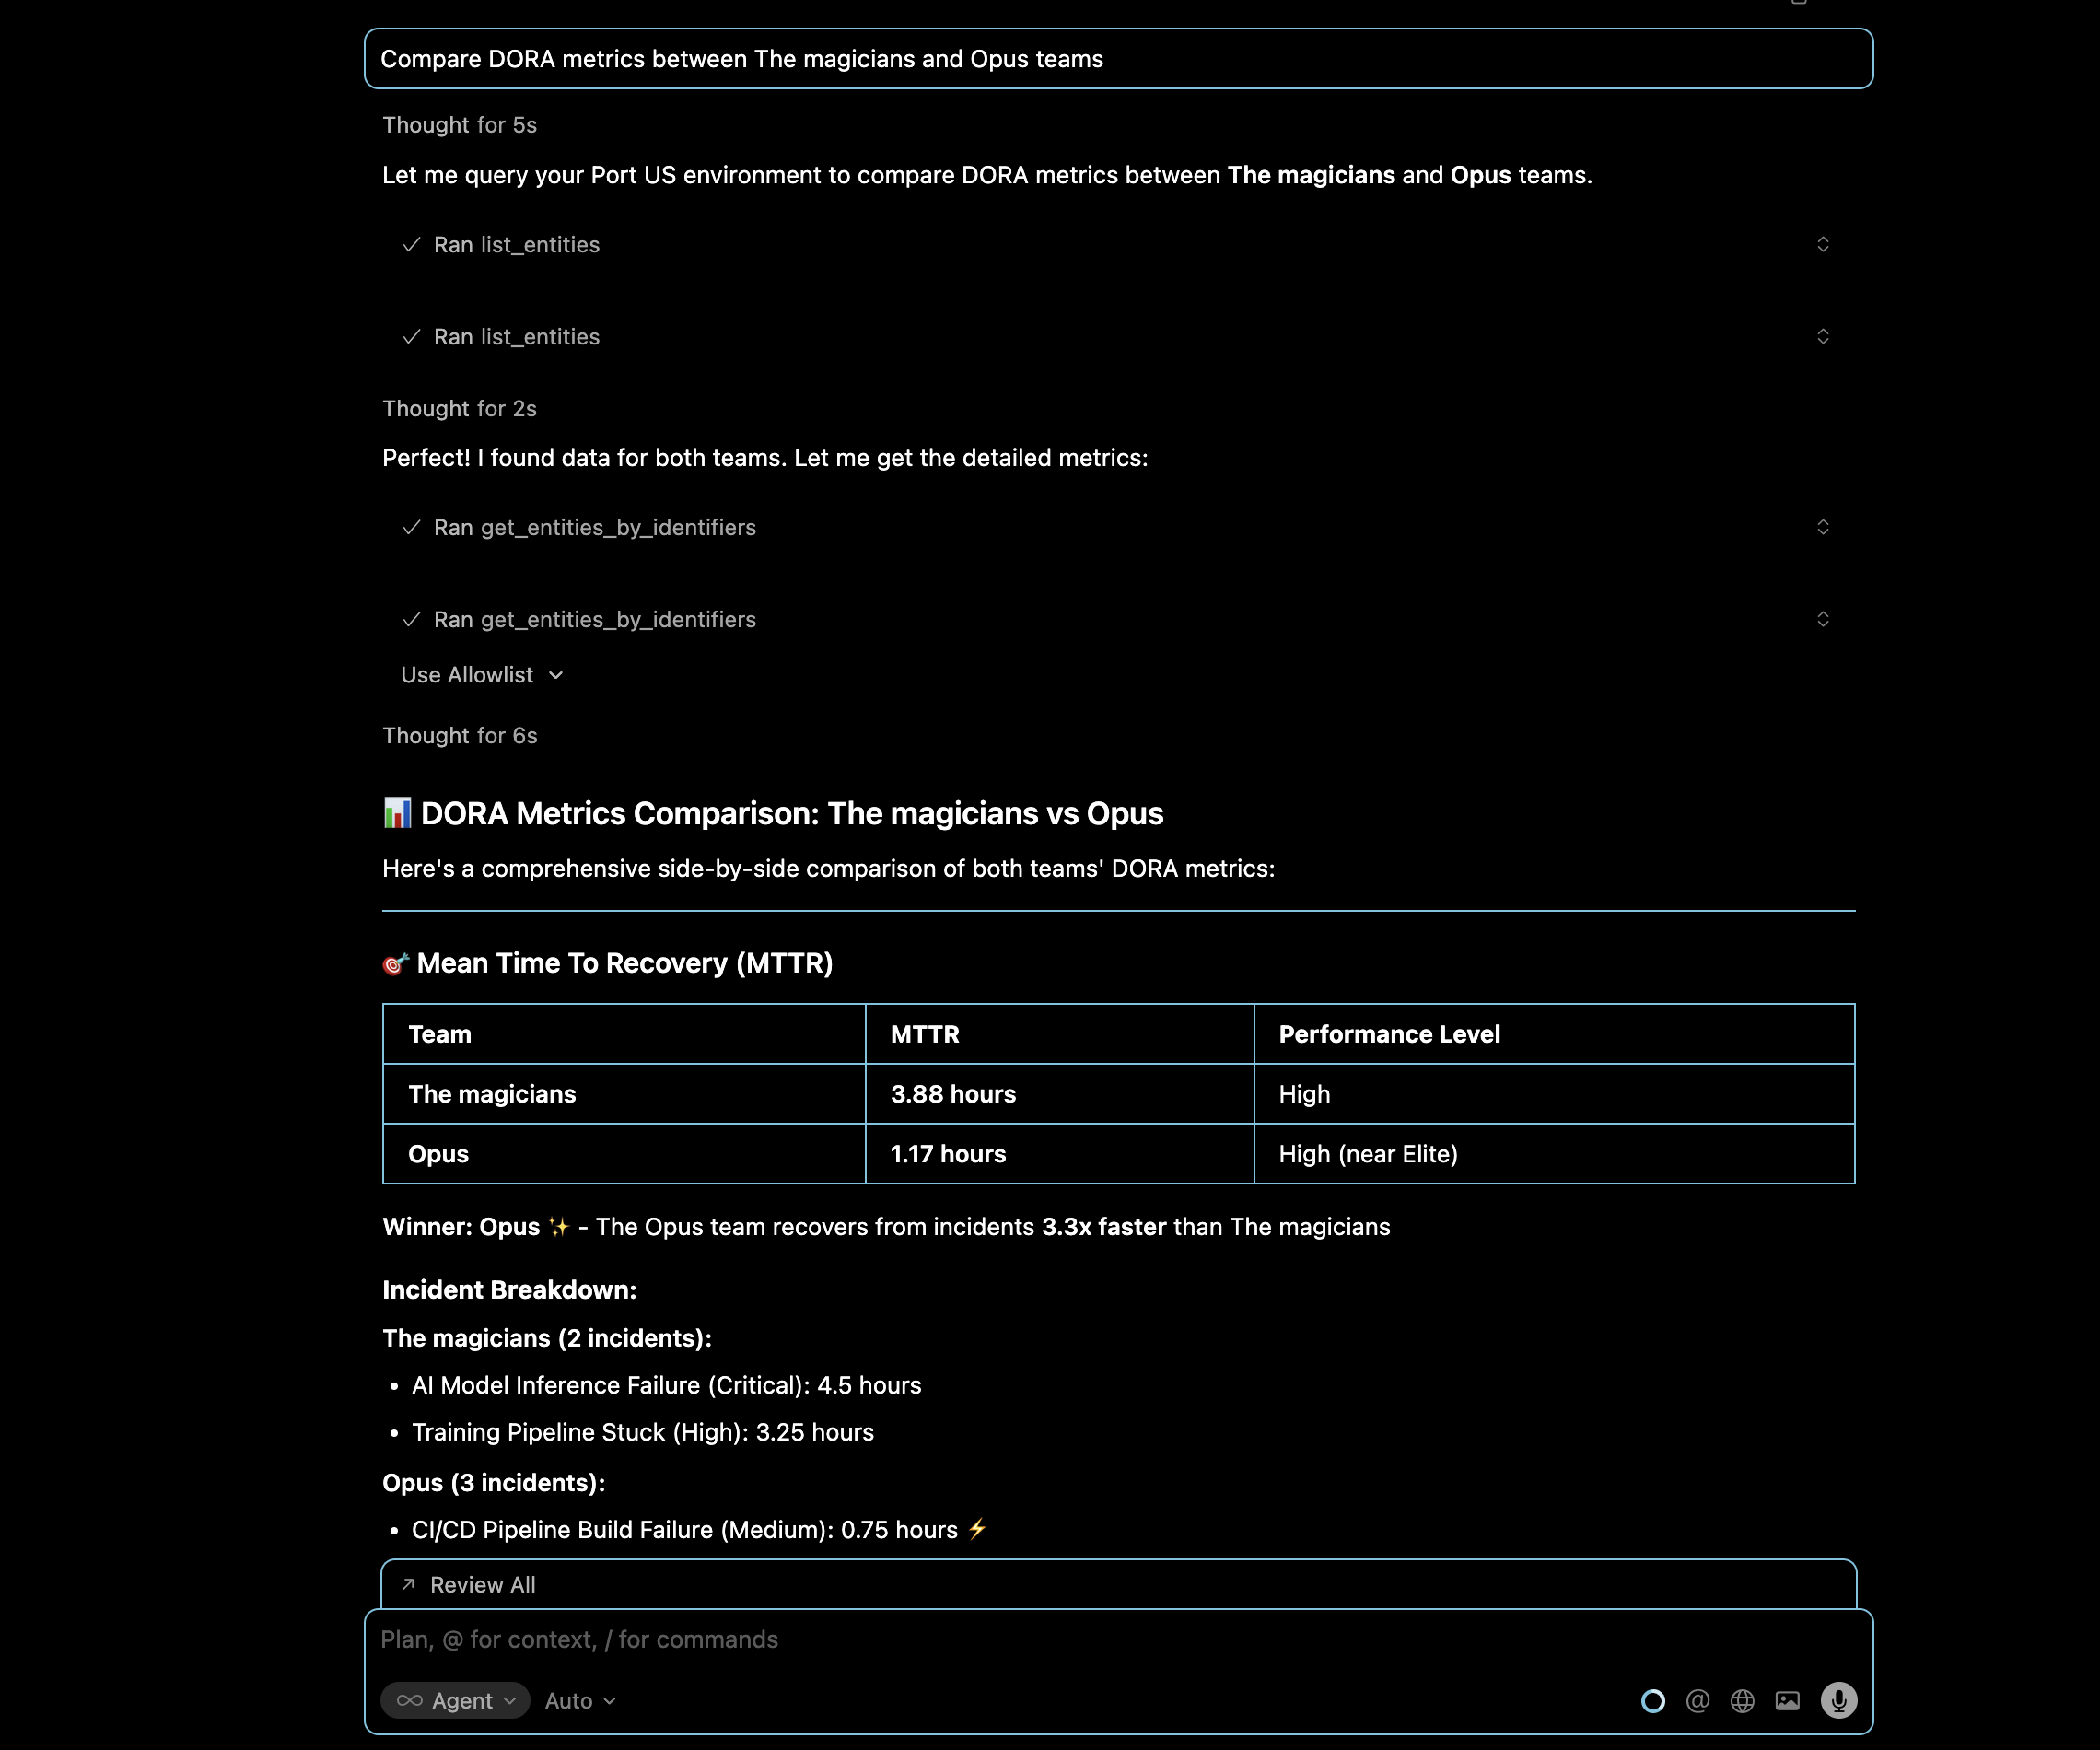 Compare DORA metrics between The magicians and Opus teams
Thought for 5s
Let me query your Port US environment to compare DORA metrics between The magicians and Opus teams.
Ran list_entities
Ran list_entities
Thought for 2s
Perfect! I found data for both teams. Let me get the detailed metrics:
Ran get_entities_by_identifiers
Ran get_entities_by_identifiers
Use Allowlist
Thought for 6s
📊 DORA Metrics Comparison: The magicians vs Opus
Here's a comprehensive side-by-side comparison of both teams' DORA metrics:
🎯 Mean Time To Recovery (MTTR)
Team MTTR Performance Level
The magicians 3.88 hours High
Opus 1.17 hours High (near Elite)
Winner: Opus ✨ - The Opus team recovers from incidents 3.3x faster than The magicians
Incident Breakdown:
The magicians (2 incidents):
• AI Model Inference Failure (Critical): 4.5 hours
• Training Pipeline Stuck (High): 3.25 hours
Opus (3 incidents):
• CI/CD Pipeline Build Failure (Medium): 0.75 hours ⚡
Review All
Plan, @ for context, / for commands
Agent Auto @